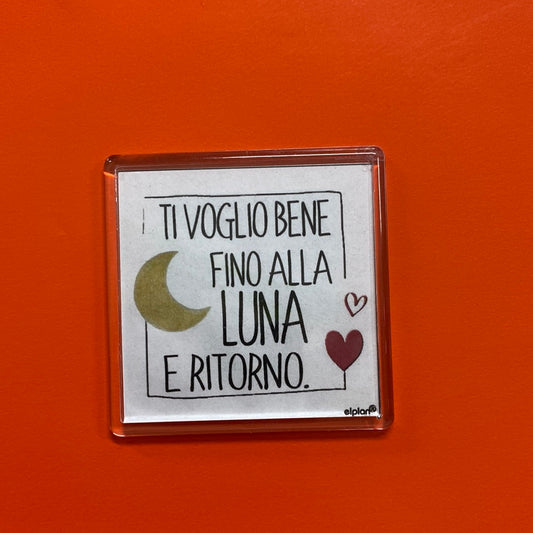 TI VOGLIO BENE
FINO ALLA
LUNA
E RITORNO.
elplan®